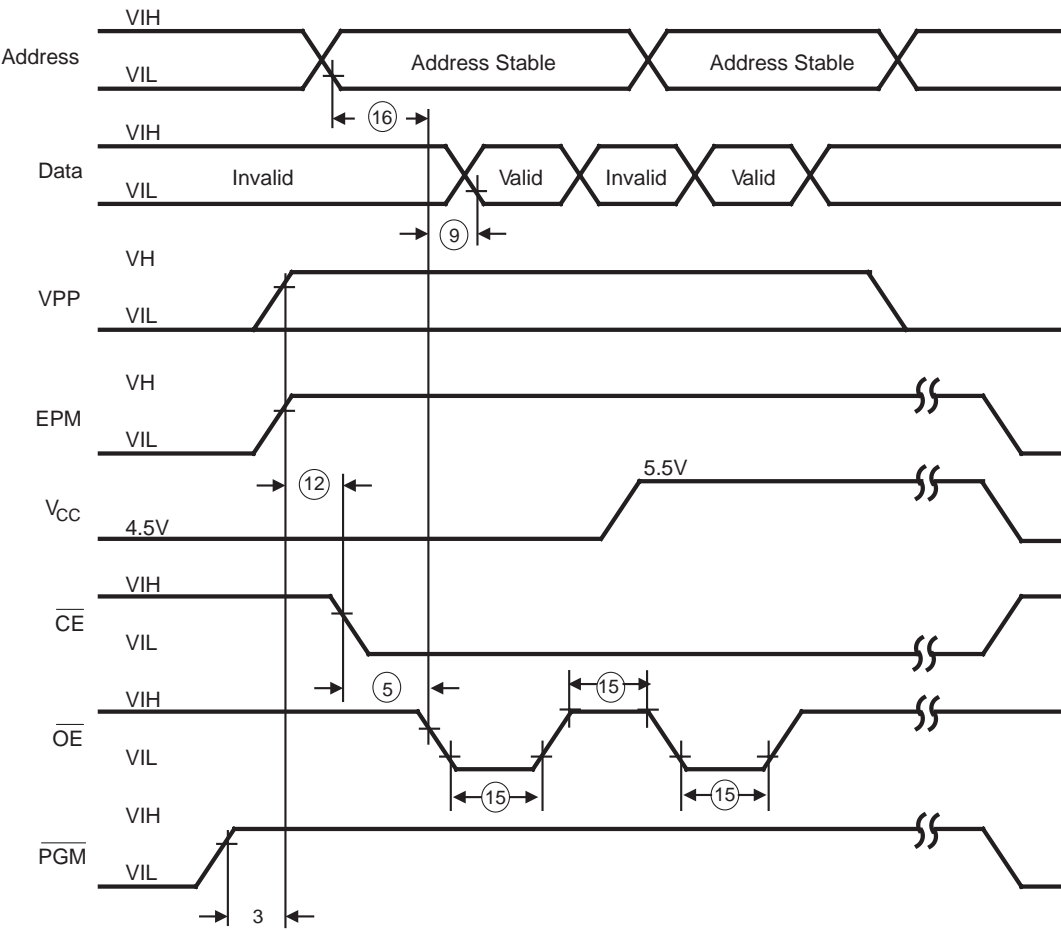 VIH
Address
VIL
Address Stable
Address Stable
16
VIH
Data
VIL
Invalid
Valid
Invalid
Valid
9
VH
VPP
VIL
VH
EPM
VIL
12
5.5V
VCC
4.5V
VIH
CE
VIL
5
15
VIH
OE
VIL
15
15
VIH
PGM
VIL
3